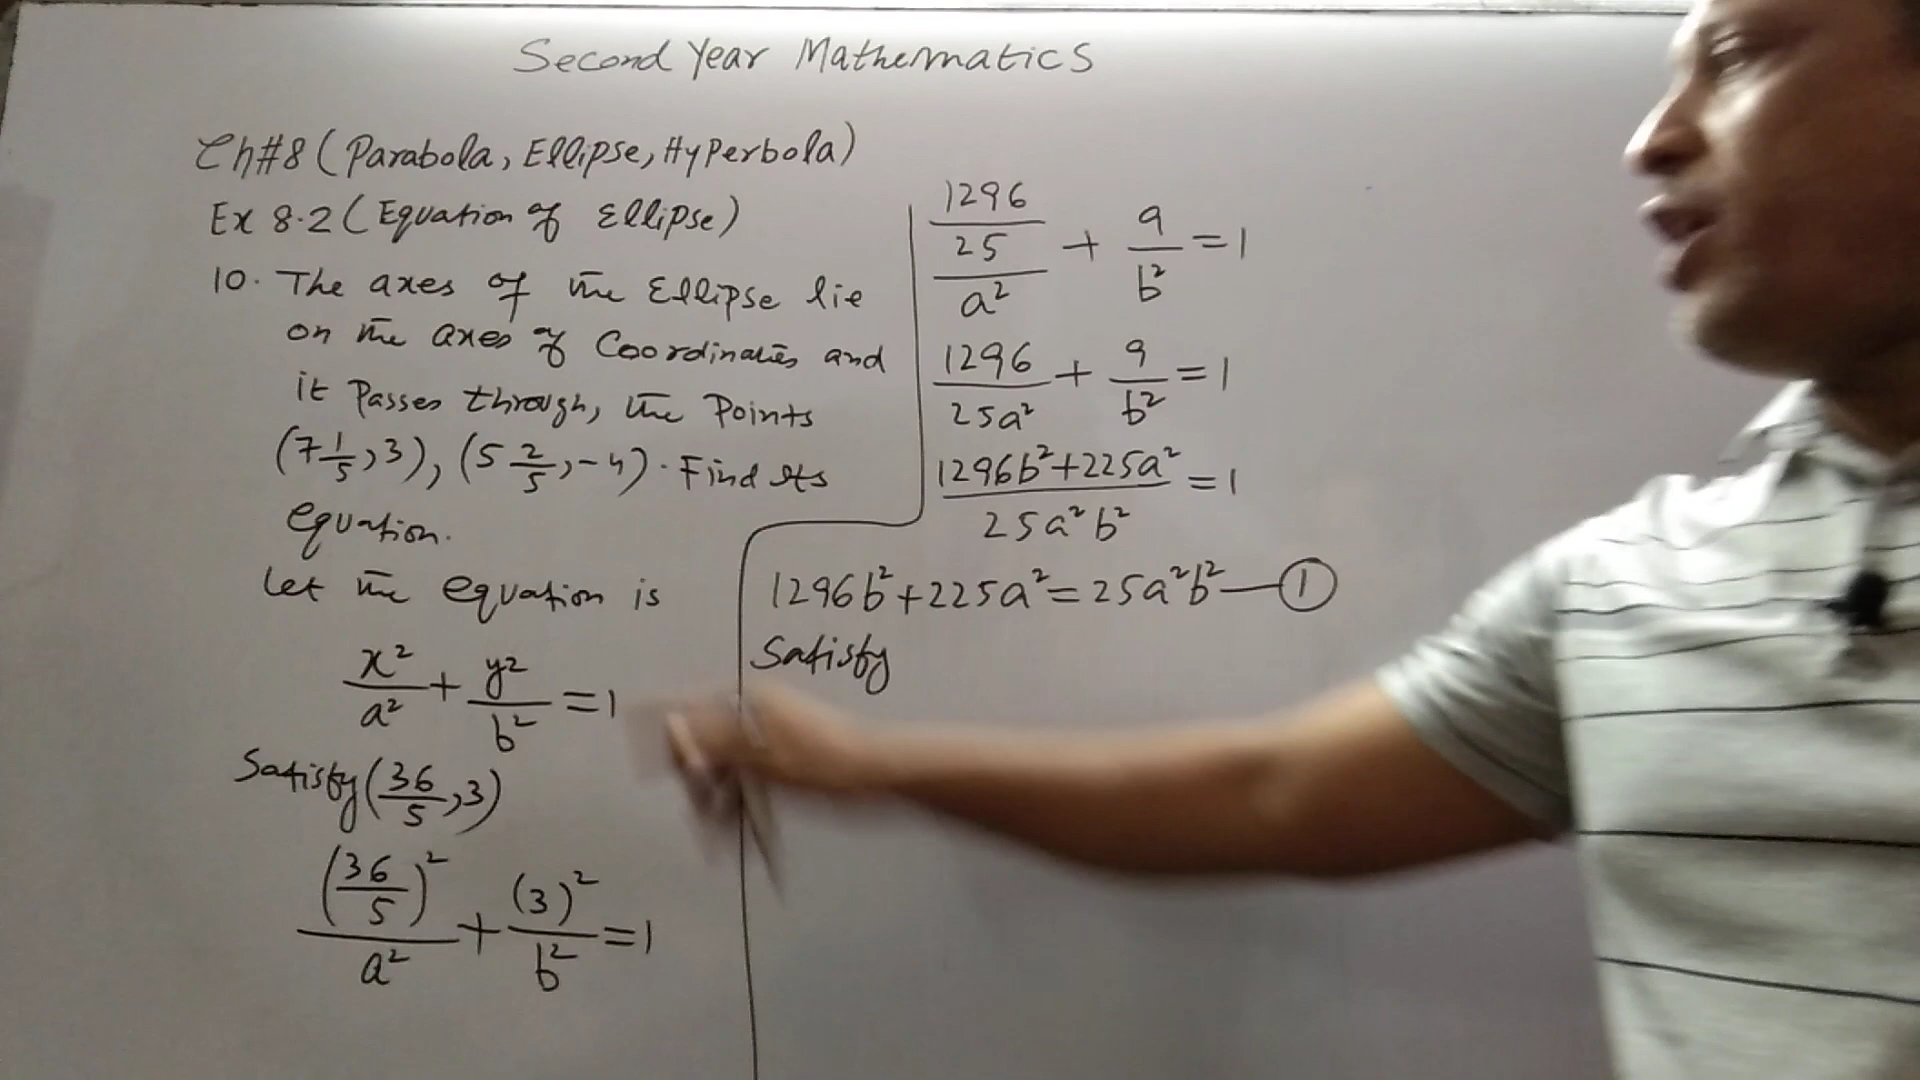 Second Year Mathematics
Ch#8 (Parabola, Ellipse, Hyperbola)
Ex 8.2 (Equation of Ellipse)
10. The axes of the Ellipse lie
on the axes of Coordinates and
it Passes through, the Points
(7 1/5, 3), (5 2/5, -4). Find its
equation.
Let the equation is
x²/a² + y²/b² = 1
Satisfy (36/5, 3)
(36/5)²/a² + (3)²/b² = 1
1296/25/a² + 9/b² = 1
1296/25a² + 9/b² = 1
1296b²+225a²/25a²b² = 1
1296b²+225a² = 25a²b² — ①
Satisfy